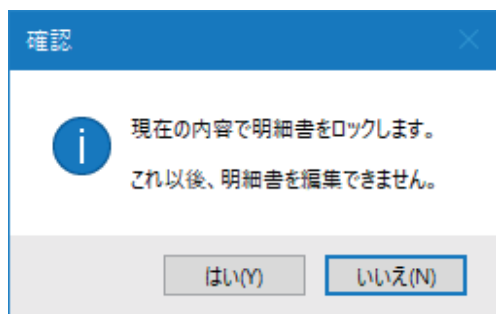 確認
現在の内容で明細書をロックします。
これ以後、明細書を編集できません。
はい(Y)
いいえ(N)